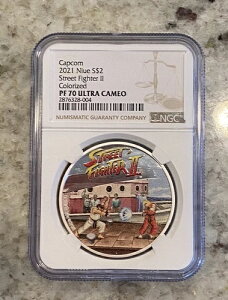 Capcom
2021 Niue S$2
Street Fighter II
Colorized
PF 70 ULTRA CAMEO
2876328-004
NUMISMATIC GUARANTY COMPANY
NGC
STREET
FIGHTER II